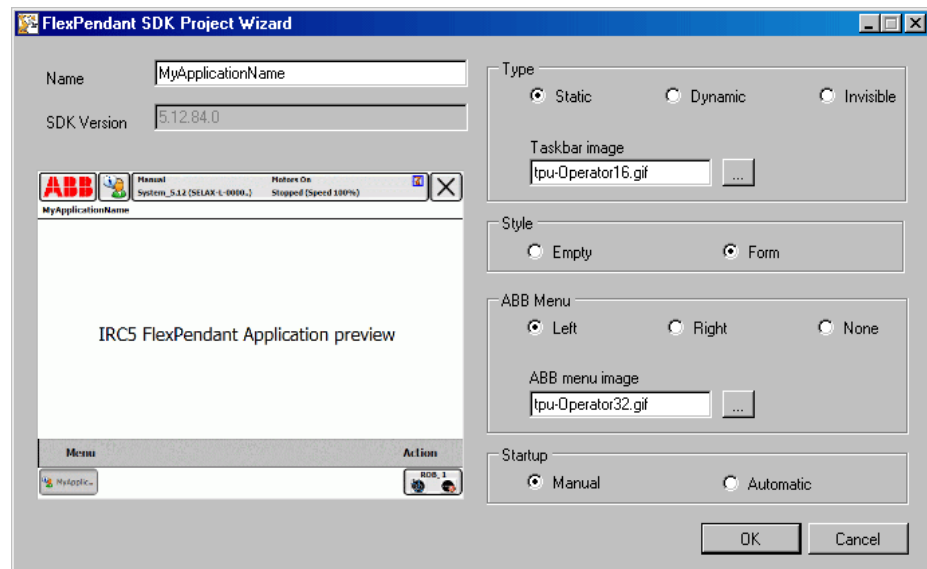 FlexPendant SDK Project Wizard
Name
MyApplicationName
SDK Version
5.12.84.0
ABB
Manual
System_5.12 (SELAX-L-0000..)
Motors On
Stopped (Speed 100%)
MyApplicationName
IRC5 FlexPendant Application preview
Menu
Action
MyApplic..
ROB_1
Type
Static
Dynamic
Invisible
Taskbar image
tpu-Operator16.gif
...
Style
Empty
Form
ABB Menu
Left
Right
None
ABB menu image
tpu-Operator32.gif
...
Startup
Manual
Automatic
OK
Cancel